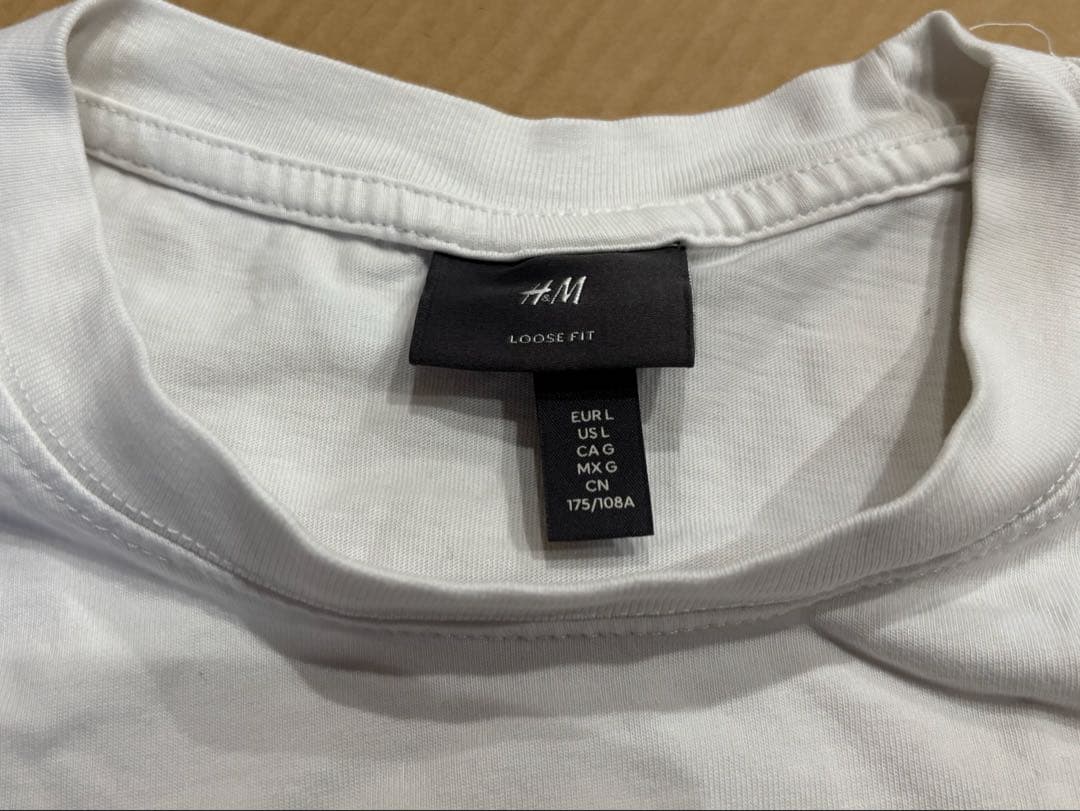 H&M
LOOSE FIT
EUR L
US L
CA G
MX G
CN
175/108A